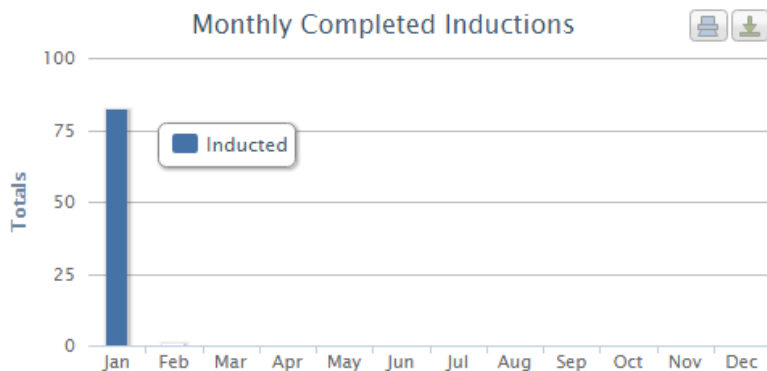 Monthly Completed Inductions
100
75
50
25
0
Totals
Inducted
Jan Feb Mar Apr May Jun Jul Aug Sep Oct Nov Dec